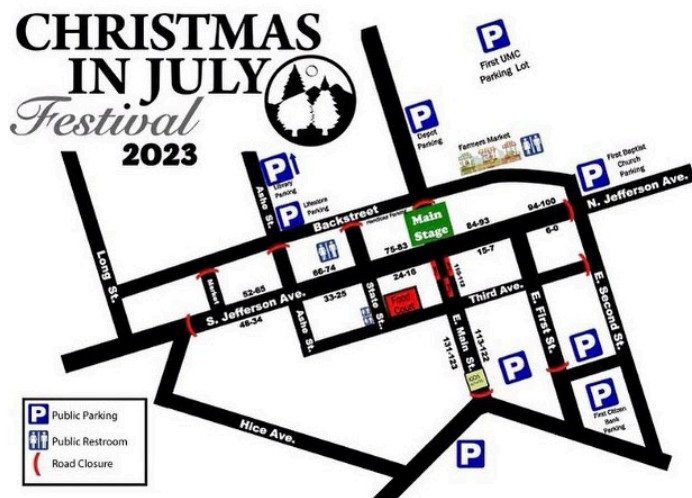 CHRISTMAS
IN JULY
Festival
2023
P
First UMC
Parking Lot
P
Depot
Parking
Farmers Market
P
First Baptist
Church
Parking
P
Library
Parking
P
Lifestore
Parking
Ashe St.
Backstreet
Handicap Parking
Main
Stage
N. Jefferson Ave.
94-100
84-93
75-83
6-0
15-7
Long St.
Market
52-65
66-74
24-16
S. Jefferson Ave.
33-25
48-34
Ashe St.
State St.
Food
Court
Third Ave.
E. Main St.
113-122
131-123
E. First St.
E. Second St.
P
P
P
First Citizen
Bank
Parking
P
Hice Ave.
P Public Parking
Public Restroom
Road Closure